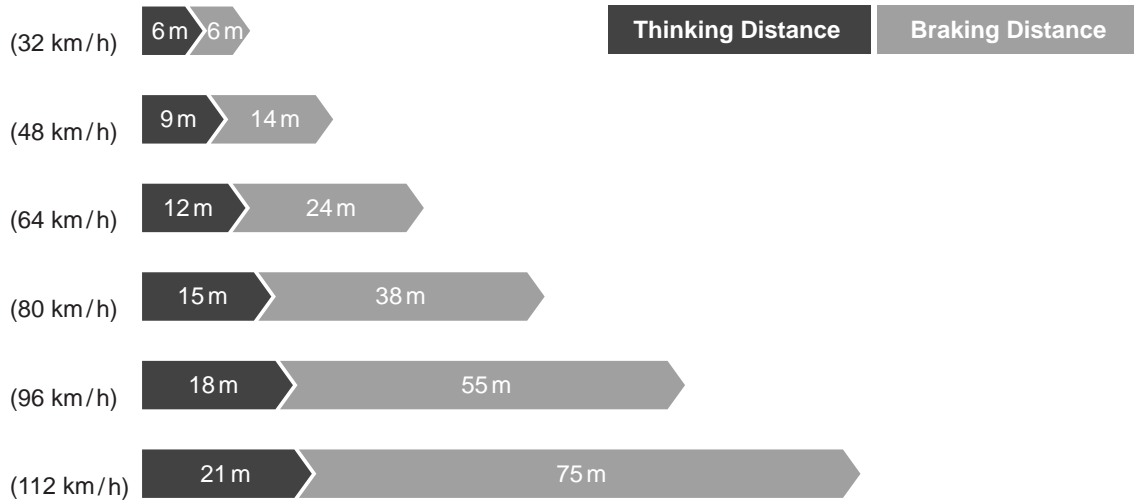 (32 km/h) 6 m 6 m Thinking Distance Braking Distance
(48 km/h) 9 m 14 m
(64 km/h) 12 m 24 m
(80 km/h) 15 m 38 m
(96 km/h) 18 m 55 m
(112 km/h) 21 m 75 m